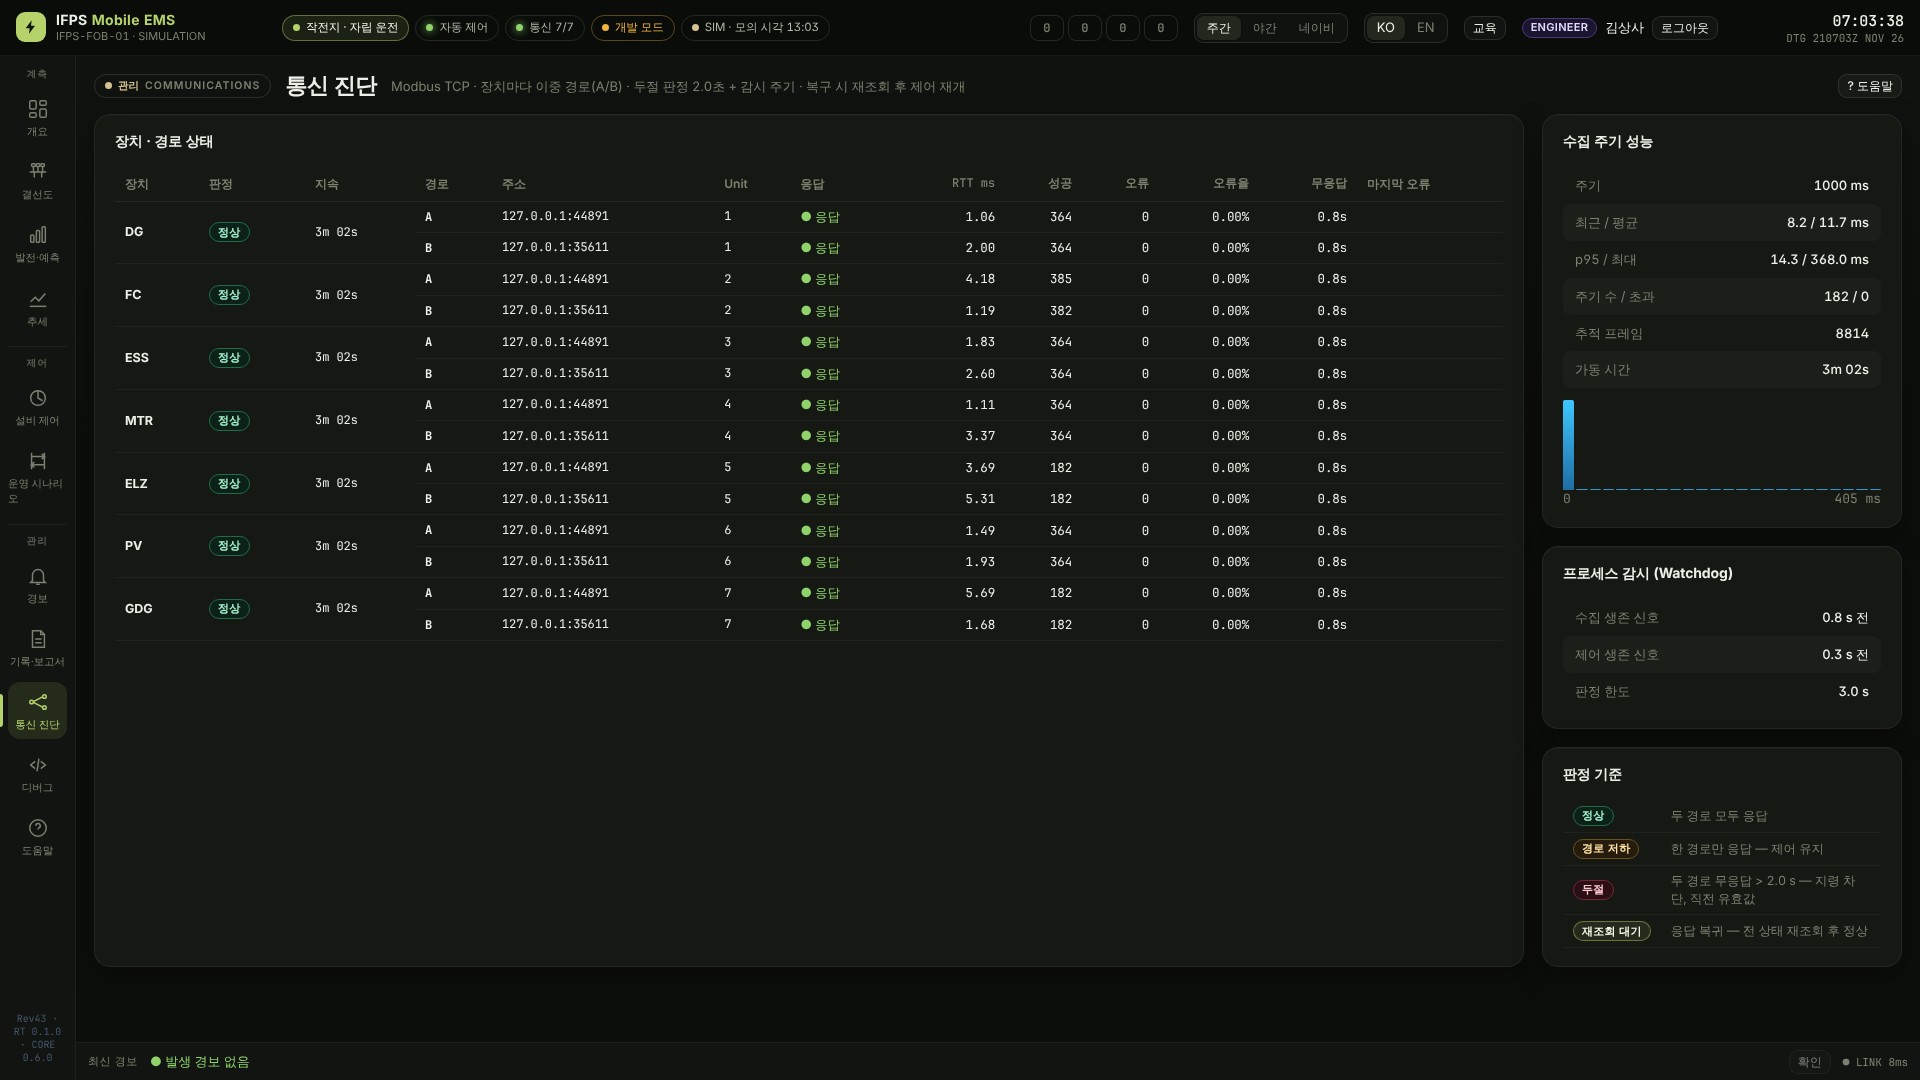 IFPS Mobile EMS
IFPS-FOB-01 · SIMULATION
작전지 · 자립 운전
자동 제어
통신 7/7
개발 모드
SIM · 모의 시각 13:03
0 0 0 0
주간 야간 네이비
KO EN
교육
ENGINEER 김상사 로그아웃
07:03:38
DTG 210703Z NOV 26
계측
개요
결선도
발전·예측
추세
제어
설비 제어
운영 시나리
오
관리
경보
기록·보고서
통신 진단
디버그
도움말
Rev43 ·
RT 0.1.0
· CORE
0.6.0
관리 COMMUNICATIONS
통신 진단
Modbus TCP · 장치마다 이중 경로(A/B) · 두절 판정 2.0초 + 감시 주기 · 복구 시 재조회 후 제어 재개
? 도움말
장치 · 경로 상태
장치 판정 지속 경로 주소 Unit 응답 RTT ms 성공 오류 오류율 무응답 마지막 오류
DG 정상 3m 02s
A 127.0.0.1:44891 1 응답 1.06 364 0 0.00% 0.8s
B 127.0.0.1:35611 1 응답 2.00 364 0 0.00% 0.8s
FC 정상 3m 02s
A 127.0.0.1:44891 2 응답 4.18 385 0 0.00% 0.8s
B 127.0.0.1:35611 2 응답 1.19 382 0 0.00% 0.8s
ESS 정상 3m 02s
A 127.0.0.1:44891 3 응답 1.83 364 0 0.00% 0.8s
B 127.0.0.1:35611 3 응답 2.60 364 0 0.00% 0.8s
MTR 정상 3m 02s
A 127.0.0.1:44891 4 응답 1.11 364 0 0.00% 0.8s
B 127.0.0.1:35611 4 응답 3.37 364 0 0.00% 0.8s
ELZ 정상 3m 02s
A 127.0.0.1:44891 5 응답 3.69 182 0 0.00% 0.8s
B 127.0.0.1:35611 5 응답 5.31 182 0 0.00% 0.8s
PV 정상 3m 02s
A 127.0.0.1:44891 6 응답 1.49 364 0 0.00% 0.8s
B 127.0.0.1:35611 6 응답 1.93 364 0 0.00% 0.8s
GDG 정상 3m 02s
A 127.0.0.1:44891 7 응답 5.69 182 0 0.00% 0.8s
B 127.0.0.1:35611 7 응답 1.68 182 0 0.00% 0.8s
수집 주기 성능
주기 1000 ms
최근 / 평균 8.2 / 11.7 ms
p95 / 최대 14.3 / 368.0 ms
주기 수 / 초과 182 / 0
추적 프레임 8814
가동 시간 3m 02s
0 405 ms
프로세스 감시 (Watchdog)
수집 생존 신호 0.8 s 전
제어 생존 신호 0.3 s 전
판정 한도 3.0 s
판정 기준
정상 두 경로 모두 응답
경로 저하 한 경로만 응답 — 제어 유지
두절 두 경로 무응답 > 2.0 s — 지령 차
단, 직전 유효값
재조회 대기 응답 복귀 — 전 상태 재조회 후 정상
최신 경보 발생 경보 없음
확인 LINK 8ms